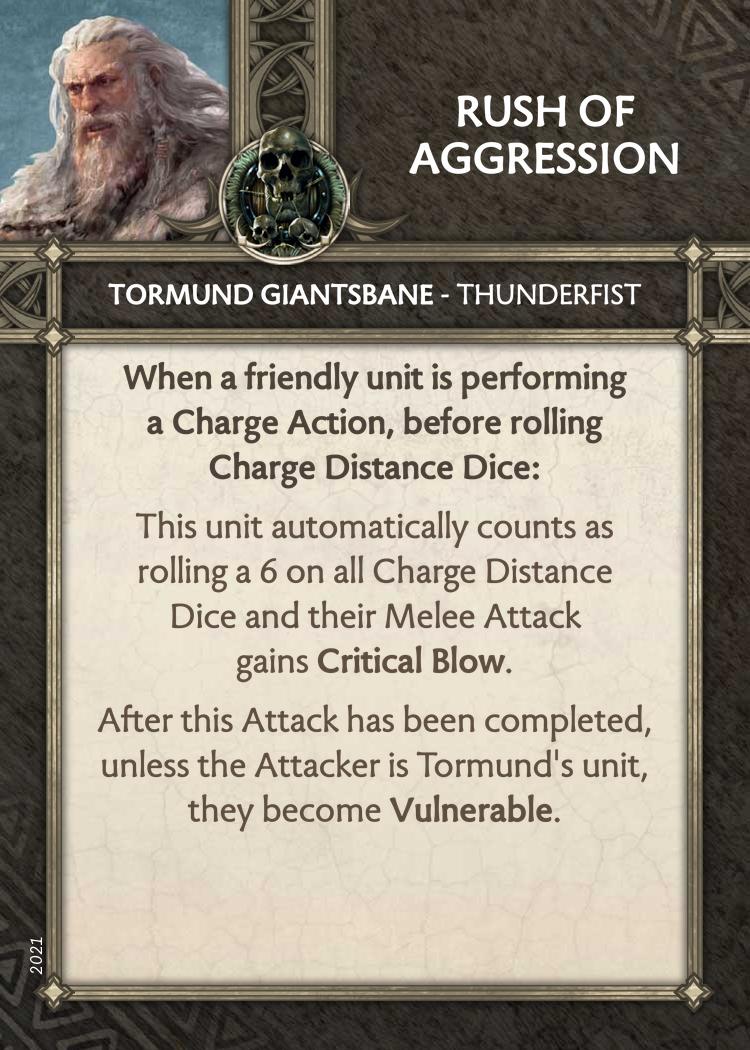 RUSH OF
AGGRESSION
TORMUND GIANTSBANE - THUNDERFIST
When a friendly unit is performing
a Charge Action, before rolling
Charge Distance Dice:
This unit automatically counts as
rolling a 6 on all Charge Distance
Dice and their Melee Attack
gains Critical Blow.
After this Attack has been completed,
unless the Attacker is Tormund's unit,
they become Vulnerable.
2021